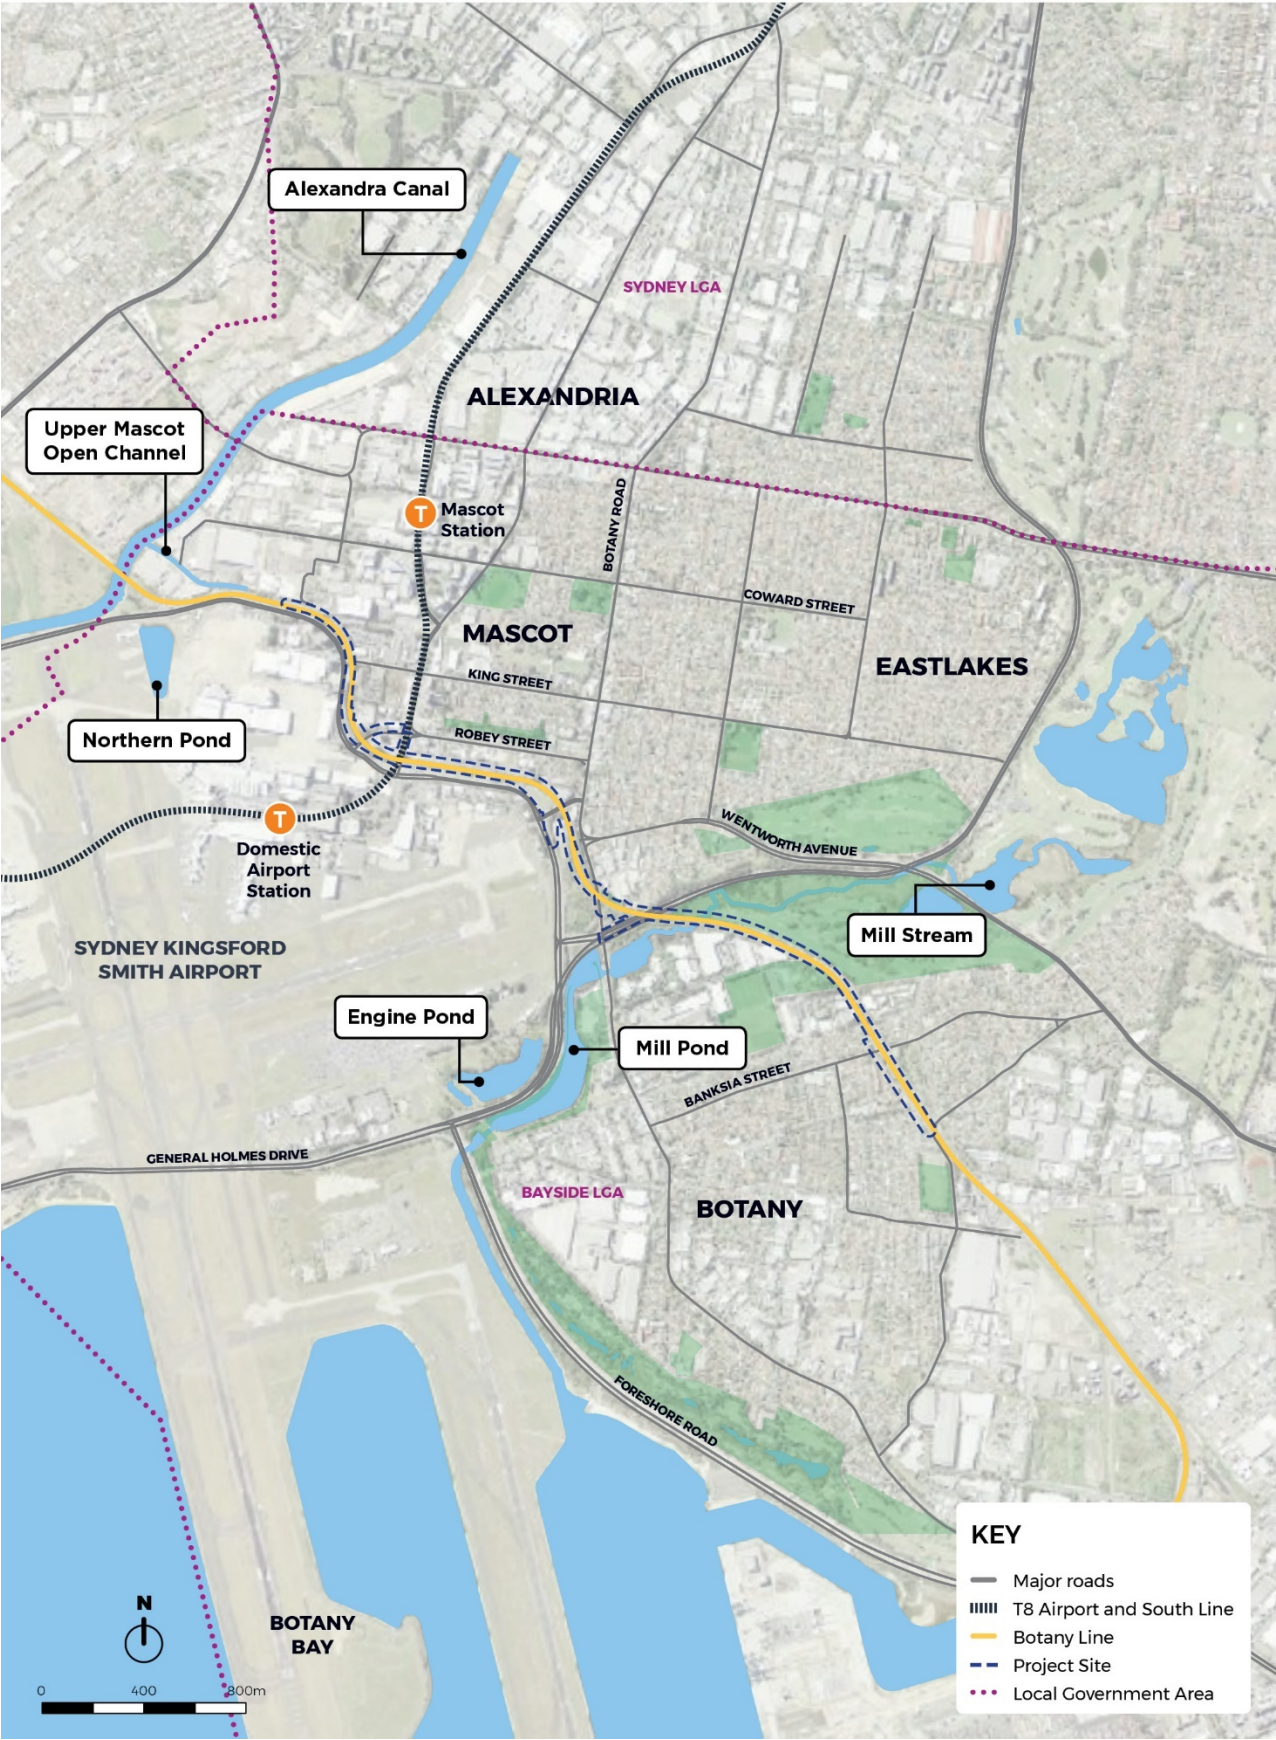 Alexandra Canal
SYDNEY LGA
ALEXANDRIA
Upper Mascot
Open Channel
T
Mascot
Station
BOTANY ROAD
COWARD STREET
MASCOT
EASTLAKES
KING STREET
Northern Pond
ROBEY STREET
T
Domestic
Airport
Station
WENTWORTH AVENUE
Mill Stream
SYDNEY KINGSFORD
SMITH AIRPORT
Engine Pond
Mill Pond
BANKSIA STREET
GENERAL HOLMES DRIVE
BAYSIDE LGA
BOTANY
FORESHORE ROAD
KEY
Major roads
T8 Airport and South Line
Botany Line
Project Site
Local Government Area
N
BOTANY
BAY
0 400 800m